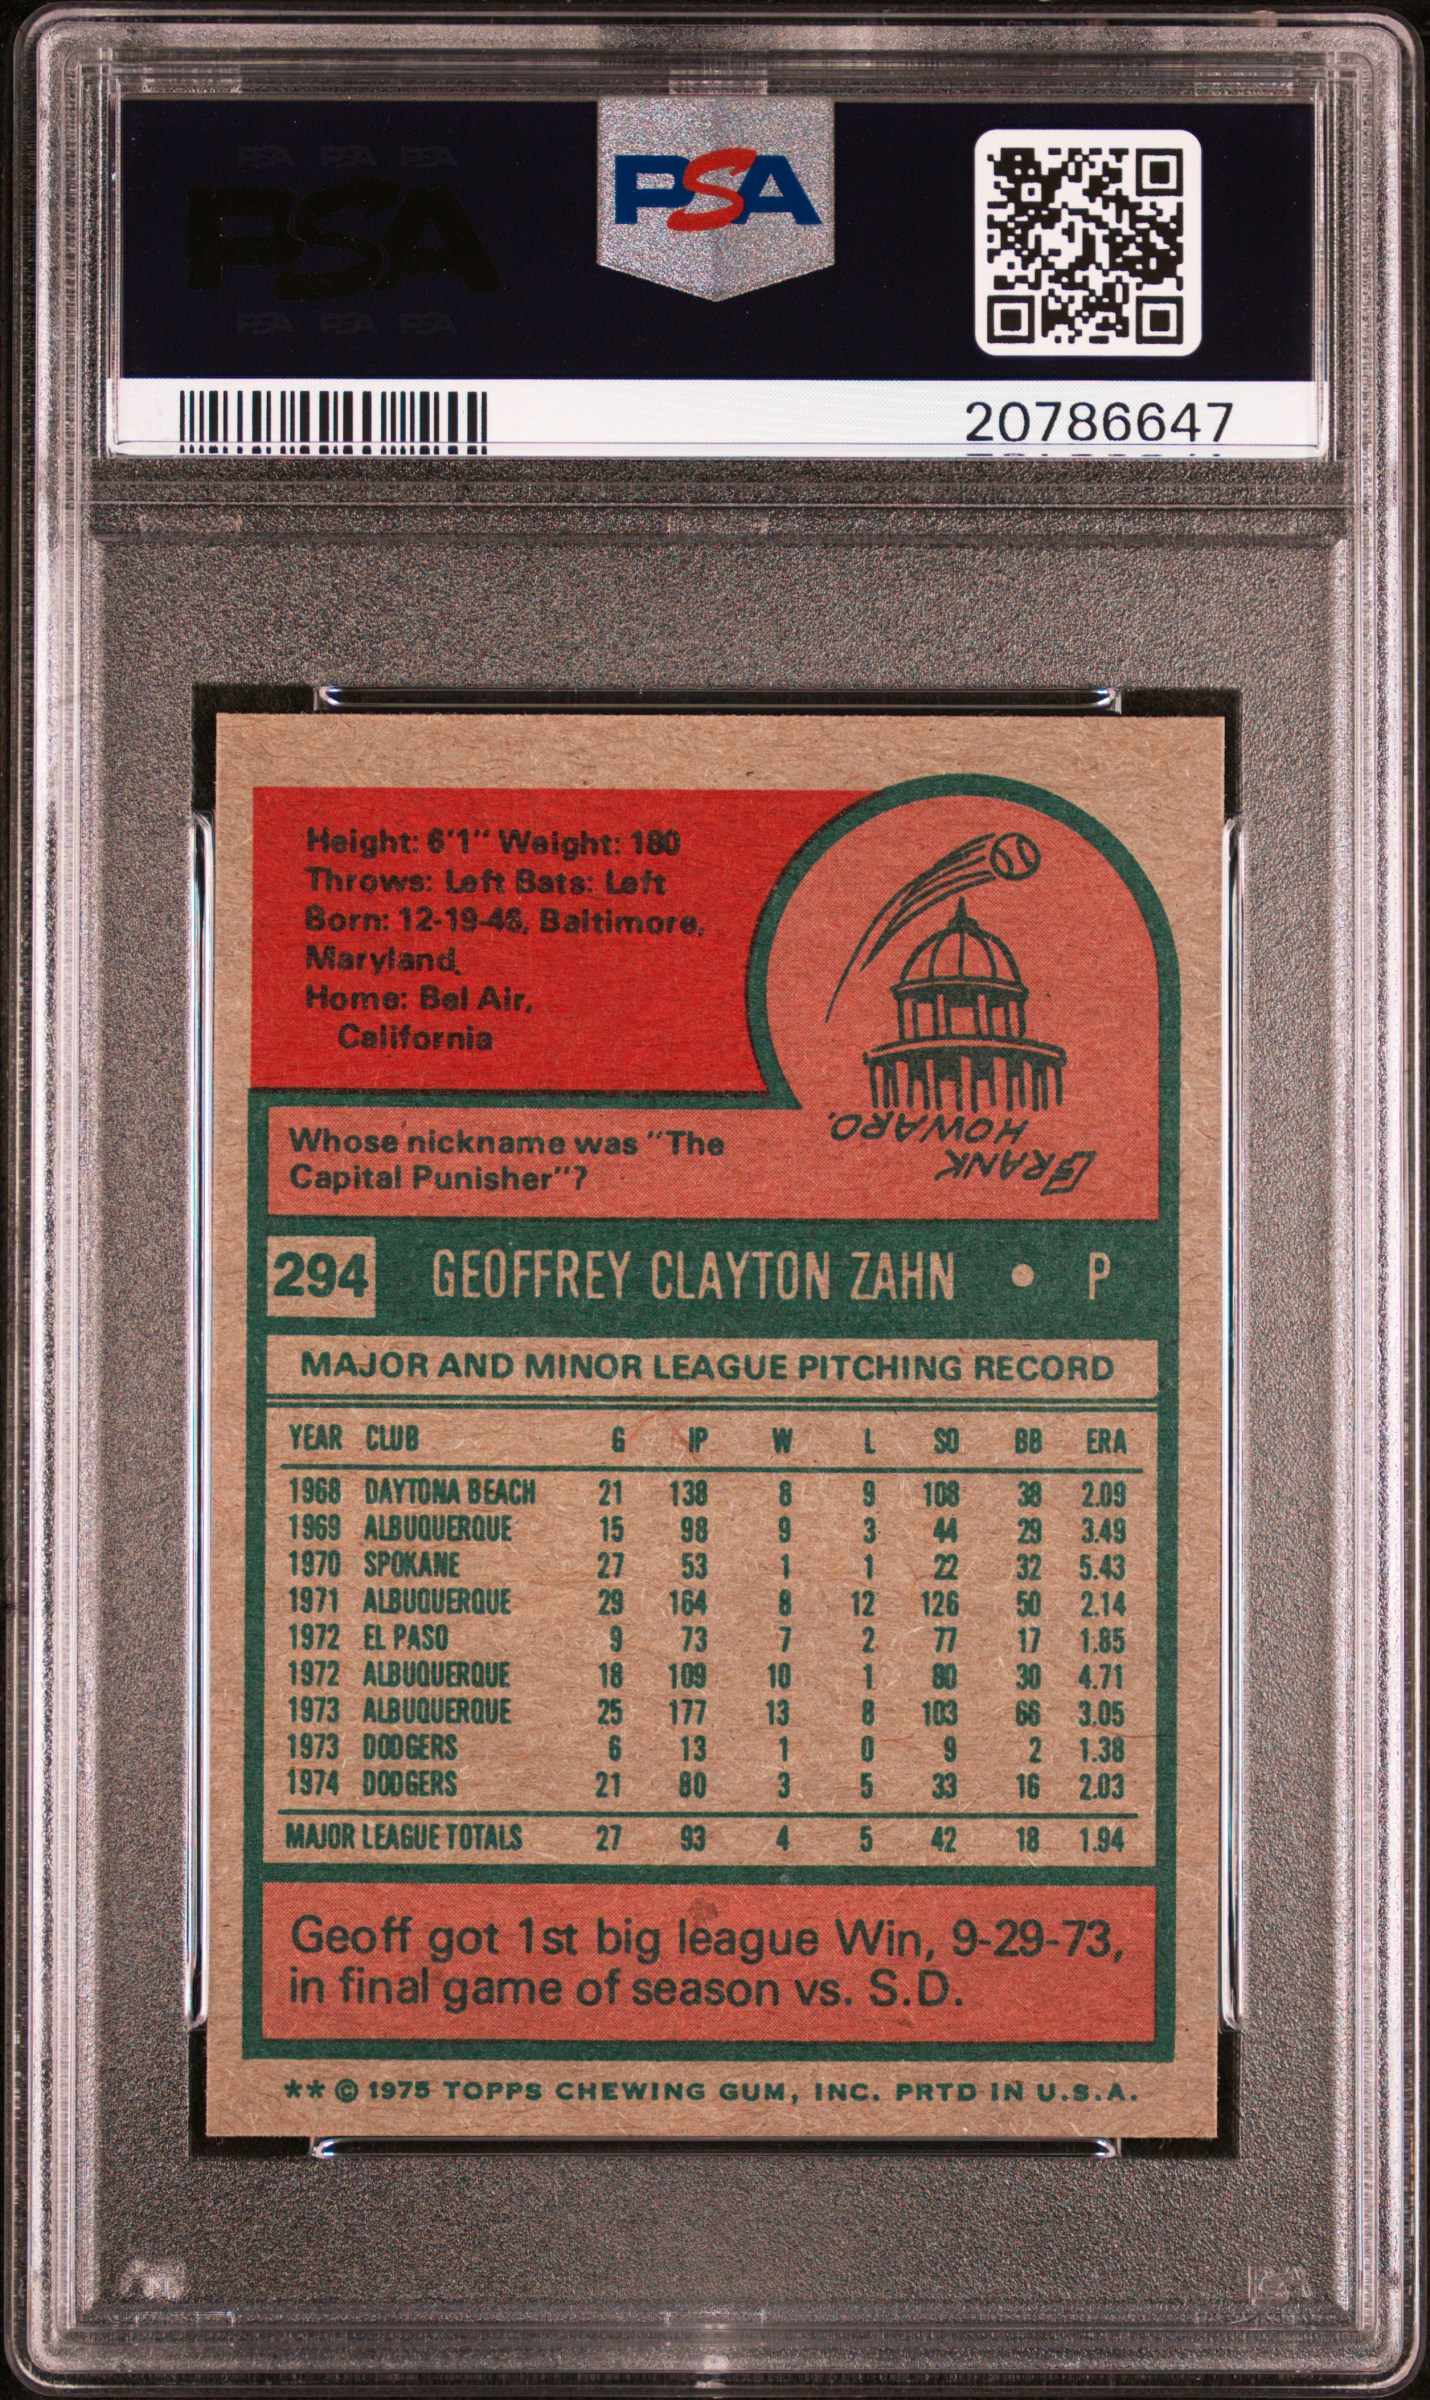 PSA PSA PSA
PSA
PSA PSA PSA
PSA
20786647
Height: 6'1" Weight: 180
Throws: Left Bats: Left
Born: 12-19-46, Baltimore,
Maryland.
Home: Bel Air,
California
Whose nickname was "The
Capital Punisher"?
FRANK
HOWARD.
294 GEOFFREY CLAYTON ZAHN • P
MAJOR AND MINOR LEAGUE PITCHING RECORD
YEAR CLUB G IP W L SO BB ERA
1968 DAYTONA BEACH 21 138 8 9 108 38 2.09
1969 ALBUQUERQUE 15 98 9 3 44 29 3.49
1970 SPOKANE 27 53 1 1 22 32 5.43
1971 ALBUQUERQUE 29 164 8 12 126 50 2.14
1972 EL PASO 9 73 7 2 77 17 1.85
1972 ALBUQUERQUE 18 109 10 1 80 30 4.71
1973 ALBUQUERQUE 25 177 13 8 103 66 3.05
1973 DODGERS 6 13 1 0 9 2 1.38
1974 DODGERS 21 80 3 5 33 16 2.03
MAJOR LEAGUE TOTALS 27 93 4 5 42 18 1.94
Geoff got 1st big league Win, 9-29-73,
in final game of season vs. S.D.
** © 1975 TOPPS CHEWING GUM, INC. PRTD IN U.S.A.